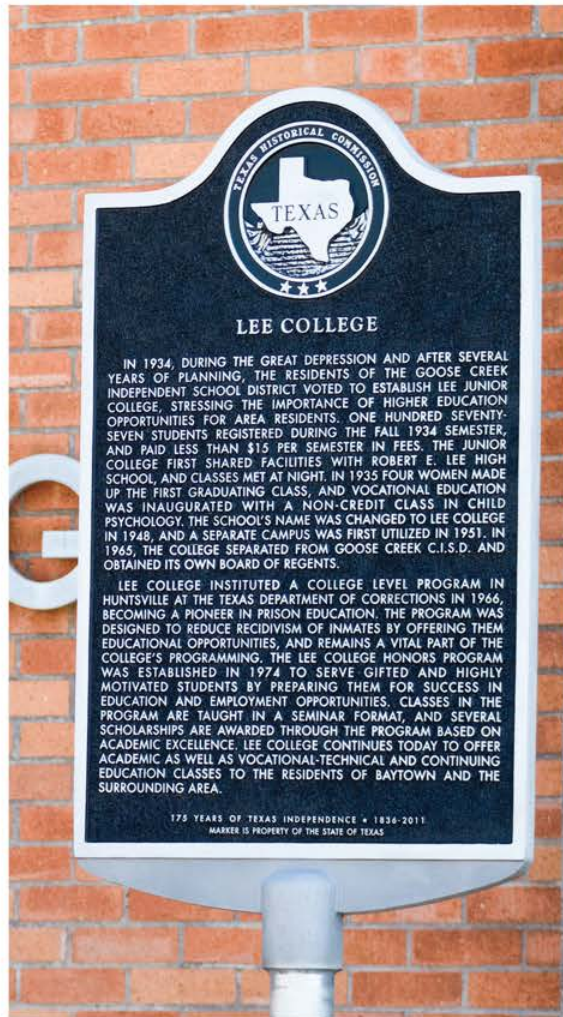 TEXAS HISTORICAL COMMISSION
TEXAS
LEE COLLEGE
IN 1934, DURING THE GREAT DEPRESSION AND AFTER SEVERAL
YEARS OF PLANNING, THE RESIDENTS OF THE GOOSE CREEK
INDEPENDENT SCHOOL DISTRICT VOTED TO ESTABLISH LEE JUNIOR
COLLEGE, STRESSING THE IMPORTANCE OF HIGHER EDUCATION
OPPORTUNITIES FOR AREA RESIDENTS. ONE HUNDRED SEVENTY-
SEVEN STUDENTS REGISTERED DURING THE FALL 1934 SEMESTER,
AND PAID LESS THAN $15 PER SEMESTER IN FEES. THE JUNIOR
COLLEGE FIRST SHARED FACILITIES WITH ROBERT E. LEE HIGH
SCHOOL, AND CLASSES MET AT NIGHT. IN 1935 FOUR WOMEN MADE
UP THE FIRST GRADUATING CLASS, AND VOCATIONAL EDUCATION
WAS INAUGURATED WITH A NON-CREDIT CLASS IN CHILD
PSYCHOLOGY. THE SCHOOL'S NAME WAS CHANGED TO LEE COLLEGE
IN 1948, AND A SEPARATE CAMPUS WAS FIRST UTILIZED IN 1951. IN
1965, THE COLLEGE SEPARATED FROM GOOSE CREEK C.I.S.D. AND
OBTAINED ITS OWN BOARD OF REGENTS.
LEE COLLEGE INSTITUTED A COLLEGE LEVEL PROGRAM IN
HUNTSVILLE AT THE TEXAS DEPARTMENT OF CORRECTIONS IN 1966,
BECOMING A PIONEER IN PRISON EDUCATION. THE PROGRAM WAS
DESIGNED TO REDUCE RECIDIVISM OF INMATES BY OFFERING THEM
EDUCATIONAL OPPORTUNITIES, AND REMAINS A VITAL PART OF THE
COLLEGE'S PROGRAMMING. THE LEE COLLEGE HONORS PROGRAM
WAS ESTABLISHED IN 1974 TO SERVE GIFTED AND HIGHLY
MOTIVATED STUDENTS BY PREPARING THEM FOR SUCCESS IN
EDUCATION AND EMPLOYMENT OPPORTUNITIES. CLASSES IN THE
PROGRAM ARE TAUGHT IN A SEMINAR FORMAT, AND SEVERAL
SCHOLARSHIPS ARE AWARDED THROUGH THE PROGRAM BASED ON
ACADEMIC EXCELLENCE. LEE COLLEGE CONTINUES TODAY TO OFFER
ACADEMIC AS WELL AS VOCATIONAL-TECHNICAL AND CONTINUING
EDUCATION CLASSES TO THE RESIDENTS OF BAYTOWN AND THE
SURROUNDING AREA.
175 YEARS OF TEXAS INDEPENDENCE ★ 1836-2011
MARKER IS PROPERTY OF THE STATE OF TEXAS